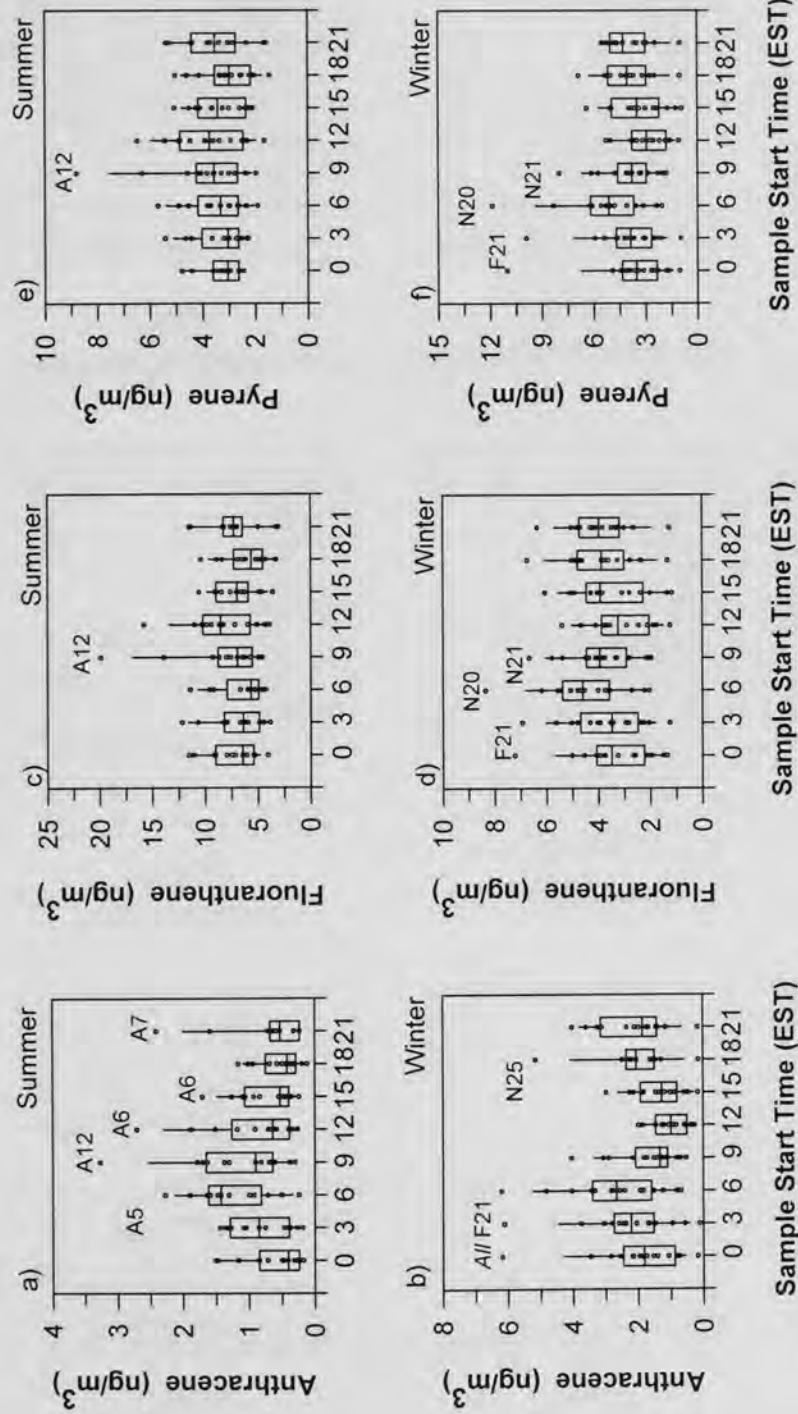 a)
Summer
Anthracene (ng/m³)
4
3
2
1
0
A5
A12
A6
A6
A7
0 3 6 9 12 15 18 21
c)
Summer
Fluoranthene (ng/m³)
25
20
15
10
5
0
A12
0 3 6 9 12 15 18 21
e)
Summer
Pyrene (ng/m³)
10
8
6
4
2
0
A12
0 3 6 9 12 15 18 21
b)
Winter
Anthracene (ng/m³)
8
6
4
2
0
All F21
N25
0 3 6 9 12 15 18 21
Sample Start Time (EST)
d)
Winter
Fluoranthene (ng/m³)
10
8
6
4
2
0
F21
N20
N21
0 3 6 9 12 15 18 21
Sample Start Time (EST)
f)
Winter
Pyrene (ng/m³)
15
12
9
6
3
0
F21
N20
N21
0 3 6 9 12 15 18 21
Sample Start Time (EST)